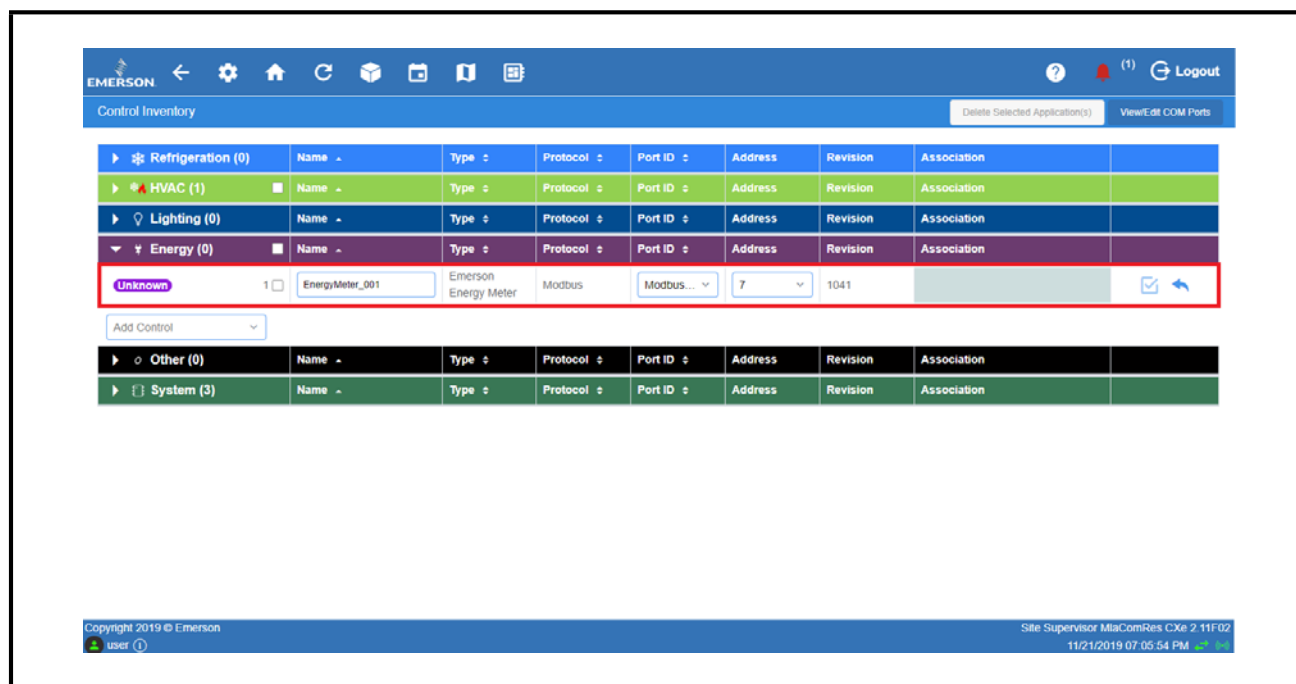 EMERSON (1) Logout
Control Inventory Delete Selected Application(s) View/Edit COM Ports
Refrigeration (0) Name Type Protocol Port ID Address Revision Association
HVAC (1) Name Type Protocol Port ID Address Revision Association
Lighting (0) Name Type Protocol Port ID Address Revision Association
Energy (0) Name Type Protocol Port ID Address Revision Association
Unknown 1 EnergyMeter_001 Emerson Energy Meter Modbus Modbus... 7 1041
Add Control
Other (0) Name Type Protocol Port ID Address Revision Association
System (3) Name Type Protocol Port ID Address Revision Association
Copyright 2019 © Emerson Site Supervisor MlaComRes CXe 2.11F02
user 11/21/2019 07:05:54 PM